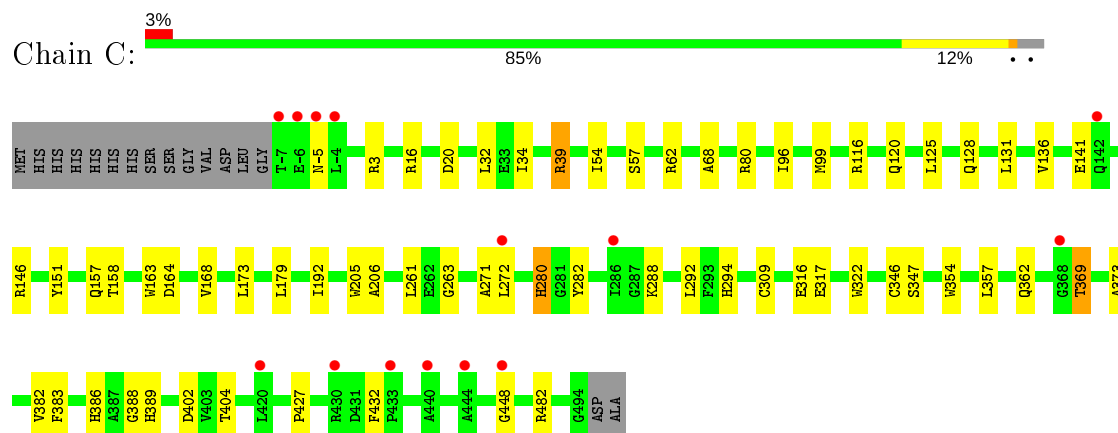 3%
Chain C:
85% 12% • •
MET HIS HIS HIS HIS HIS HIS SER SER GLY VAL ASP LEU GLY T-7 E-6 N-5 L-4 R3 R16 D20 L32 E33 I34 R39 I54 S57 R62 A68 R80 I96 M99 R116 Q120 L125 Q128 L131 V136 E141 Q142
R146 Y151 Q157 T158 W163 D164 V168 L173 L179 I192 W205 A206 L261 E262 G263 A271 L272 H280 G281 Y282 I286 G287 K288 L292 F293 H294 C309 E316 E317 W322 C346 S347 W354 L357 Q362 G368 T369 A373
V382 F383 H386 A387 G388 H389 D402 V403 T404 L420 P427 R430 D431 F432 P433 A440 A444 G448 R482 G494 ASP ALA